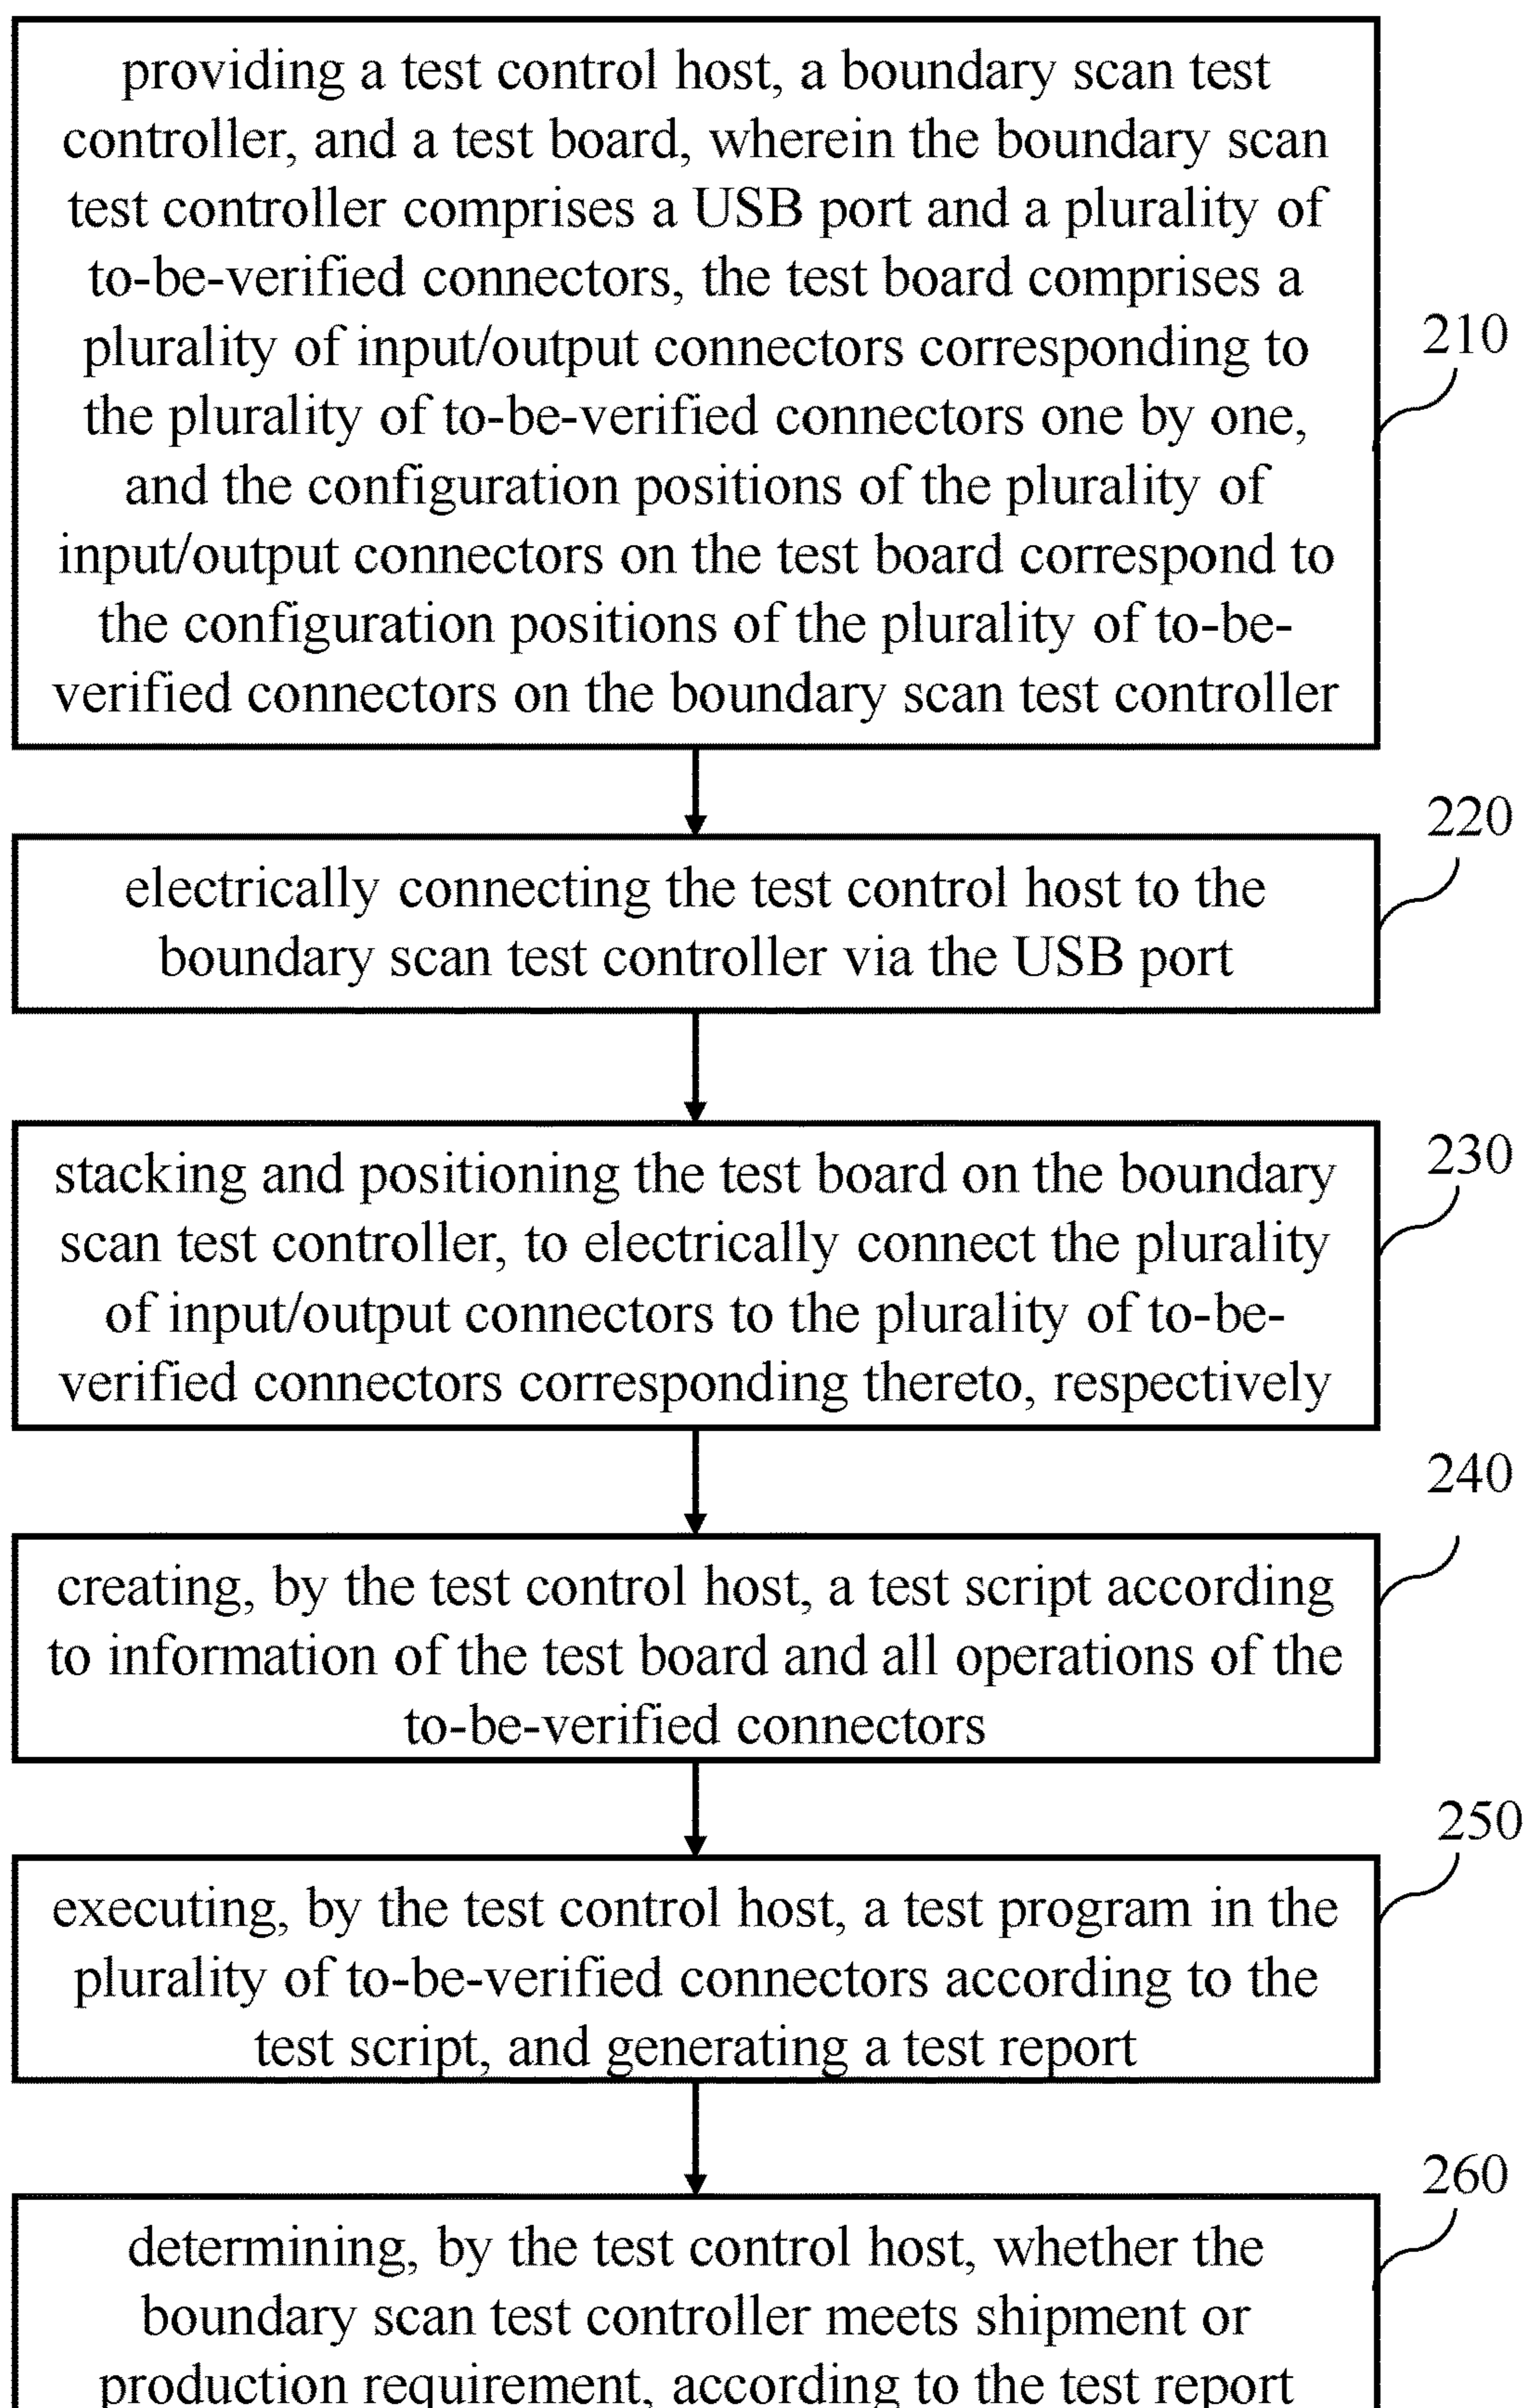 providing a test control host, a boundary scan test
controller, and a test board, wherein the boundary scan
test controller comprises a USB port and a plurality of
to-be-verified connectors, the test board comprises a
plurality of input/output connectors corresponding to
the plurality of to-be-verified connectors one by one,
and the configuration positions of the plurality of
input/output connectors on the test board correspond to
the configuration positions of the plurality of to-be-
verified connectors on the boundary scan test controller
210
220
electrically connecting the test control host to the
boundary scan test controller via the USB port
230
stacking and positioning the test board on the boundary
scan test controller, to electrically connect the plurality
of input/output connectors to the plurality of to-be-
verified connectors corresponding thereto, respectively
240
creating, by the test control host, a test script according
to information of the test board and all operations of the
to-be-verified connectors
250
executing, by the test control host, a test program in the
plurality of to-be-verified connectors according to the
test script, and generating a test report
260
determining, by the test control host, whether the
boundary scan test controller meets shipment or
production requirement, according to the test report